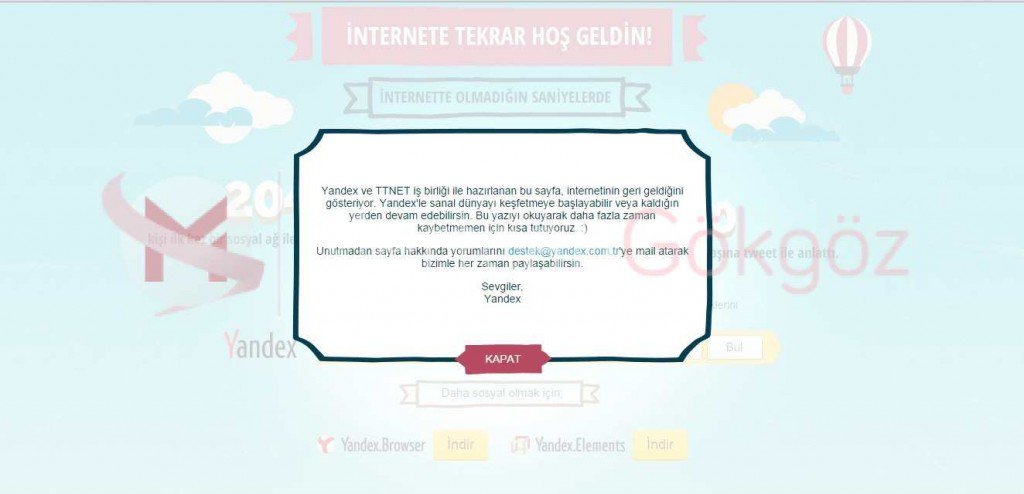 İNTERNETE TEKRAR HOŞ GELDİN!
İNTERNETTE OLMADIĞIN SANİYELERDE
Yandex ve TTNET iş birliği ile hazırlanan bu sayfa, internetinin geri geldiğini
gösteriyor. Yandex'le sanal dünyayı keşfetmeye başlayabilir veya kaldığın
yerden devam edebilirsin. Bu yazıyı okuyarak daha fazla zaman
kaybetmemen için kısa tutuyoruz. :)
Unutmadan sayfa hakkında yorumlarını destek@yandex.com.tr'ye mail atarak
bizimle her zaman paylaşabilirsin.
Sevgiler,
Yandex
KAPAT
204
kişi ilk kez bir sosyal ağ ile
tweet ile anlattı.
Gökgöz
Yandex
Bul
Daha sosyal olmak için;
Yandex.Browser İndir Yandex.Elements İndir